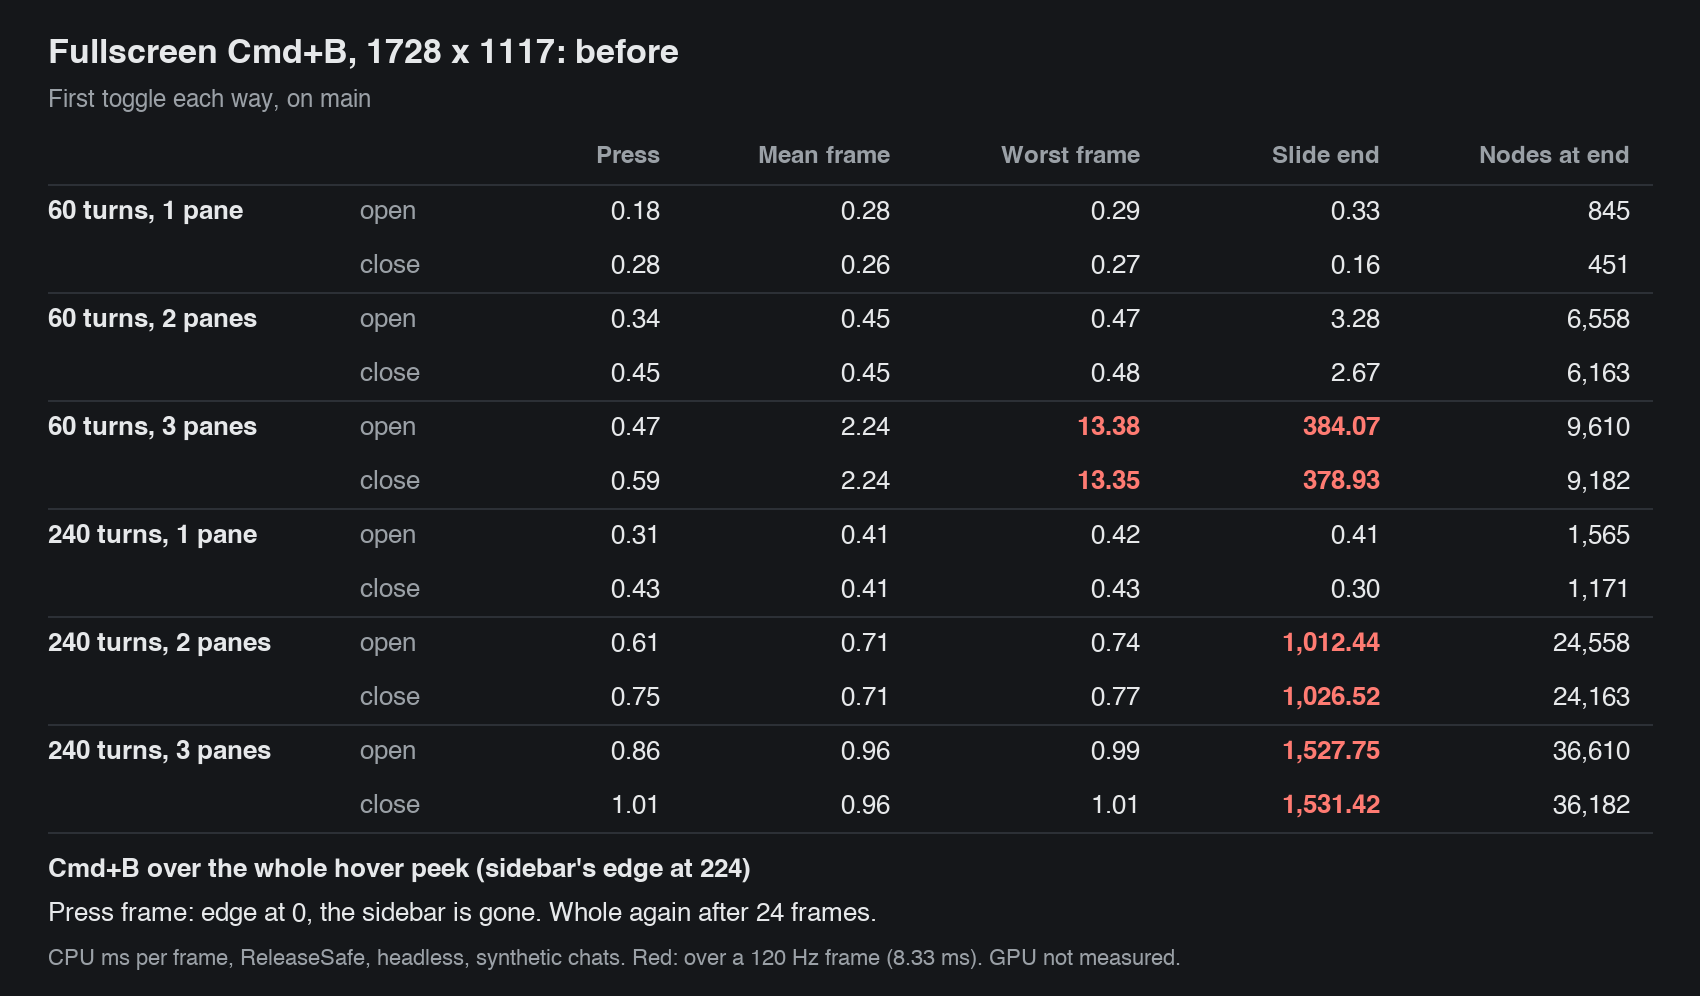 Fullscreen Cmd+B, 1728 x 1117: before
First toggle each way, on main
Press Mean frame Worst frame Slide end Nodes at end
60 turns, 1 pane open 0.18 0.28 0.29 0.33 845
close 0.28 0.26 0.27 0.16 451
60 turns, 2 panes open 0.34 0.45 0.47 3.28 6,558
close 0.45 0.45 0.48 2.67 6,163
60 turns, 3 panes open 0.47 2.24 13.38 384.07 9,610
close 0.59 2.24 13.35 378.93 9,182
240 turns, 1 pane open 0.31 0.41 0.42 0.41 1,565
close 0.43 0.41 0.43 0.30 1,171
240 turns, 2 panes open 0.61 0.71 0.74 1,012.44 24,558
close 0.75 0.71 0.77 1,026.52 24,163
240 turns, 3 panes open 0.86 0.96 0.99 1,527.75 36,610
close 1.01 0.96 1.01 1,531.42 36,182
Cmd+B over the whole hover peek (sidebar's edge at 224)
Press frame: edge at 0, the sidebar is gone. Whole again after 24 frames.
CPU ms per frame, ReleaseSafe, headless, synthetic chats. Red: over a 120 Hz frame (8.33 ms). GPU not measured.